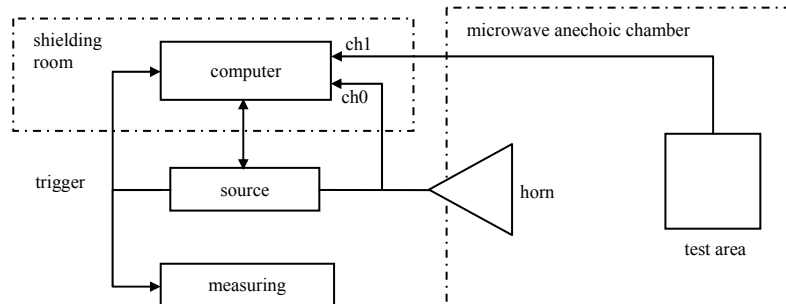 shielding
room
computer
ch1
ch0
microwave anechoic chamber
trigger
source
horn
test area
measuring